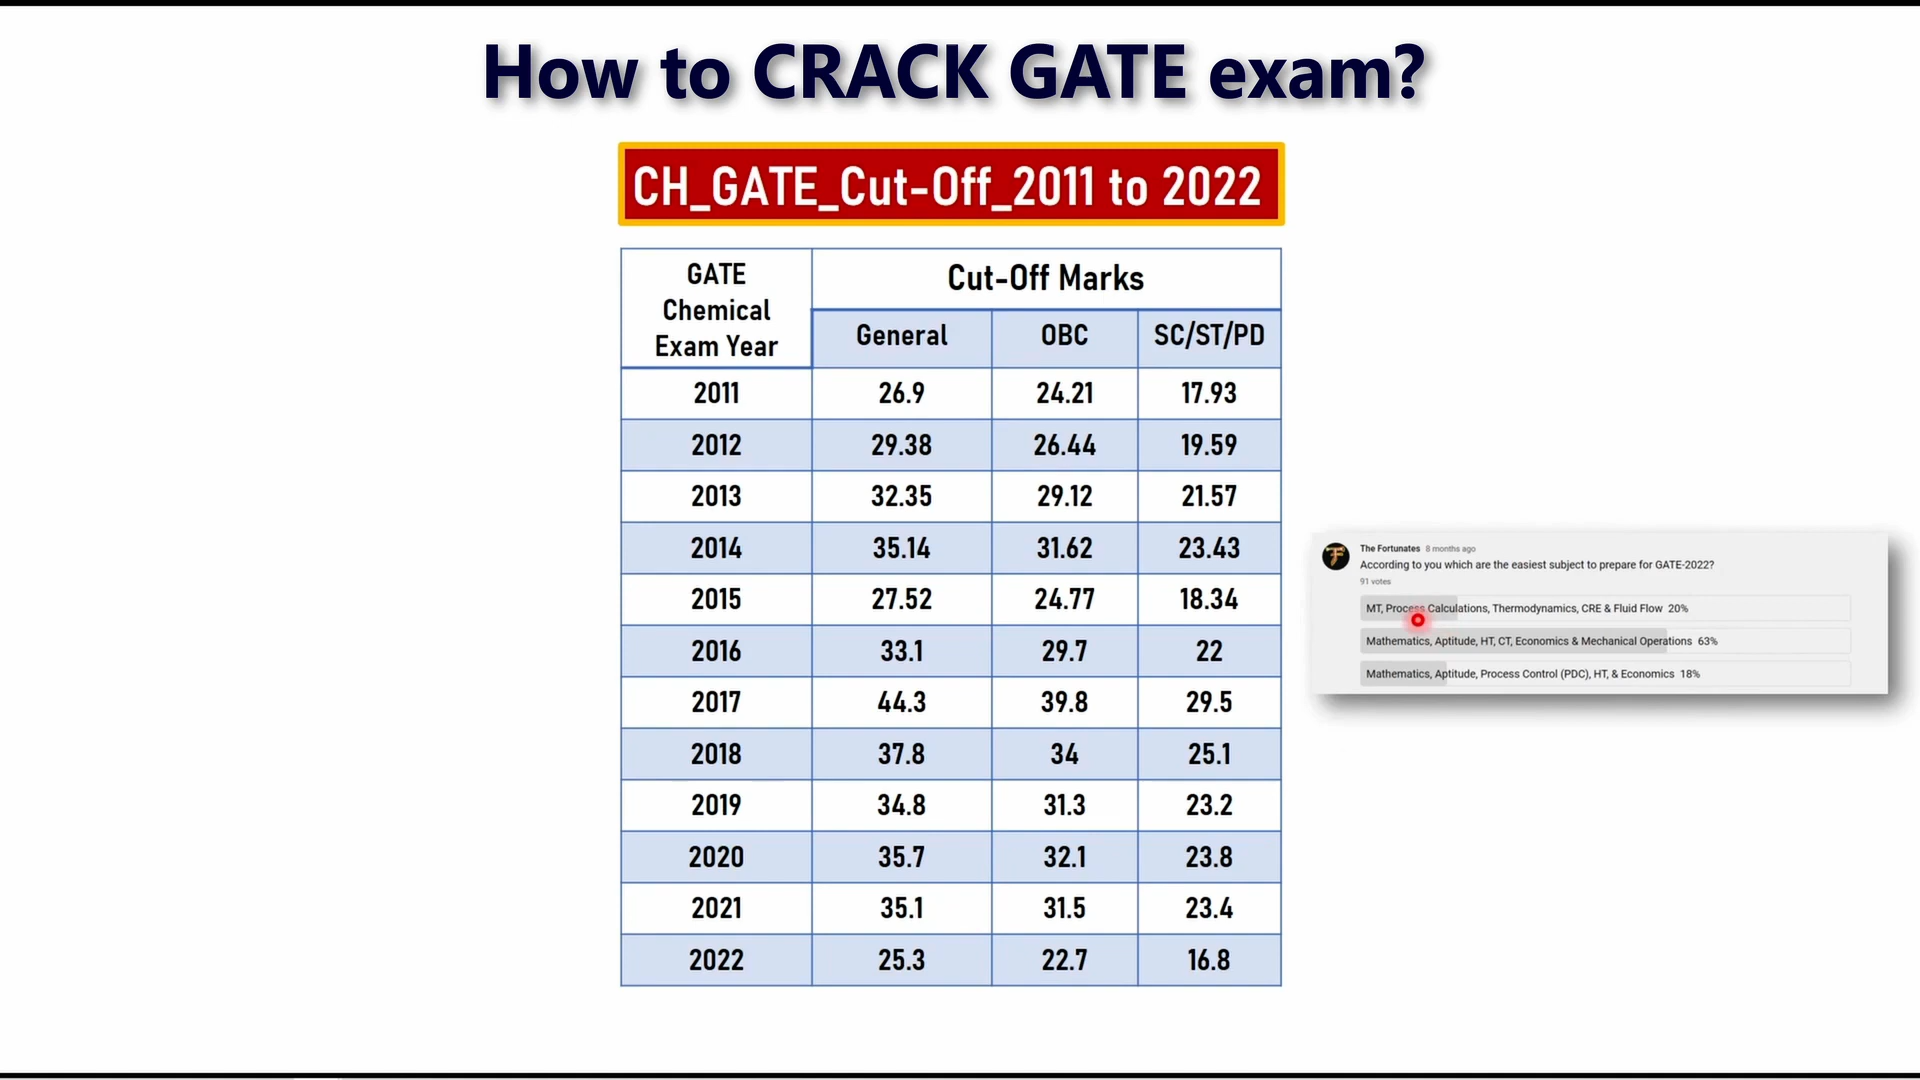 How to CRACK GATE exam?
CH_GATE_Cut-Off_2011 to 2022
GATE
Chemical
Exam Year
Cut-Off Marks
General OBC SC/ST/PD
2011 26.9 24.21 17.93
2012 29.38 26.44 19.59
2013 32.35 29.12 21.57
2014 35.14 31.62 23.43
2015 27.52 24.77 18.34
2016 33.1 29.7 22
2017 44.3 39.8 29.5
2018 37.8 34 25.1
2019 34.8 31.3 23.2
2020 35.7 32.1 23.8
2021 35.1 31.5 23.4
2022 25.3 22.7 16.8
The Fortunates 8 months ago
According to you which are the easiest subject to prepare for GATE-2022?
91 votes
MT, Process Calculations, Thermodynamics, CRE & Fluid Flow 20%
Mathematics, Aptitude, HT, CT, Economics & Mechanical Operations 63%
Mathematics, Aptitude, Process Control (PDC), HT, & Economics 18%